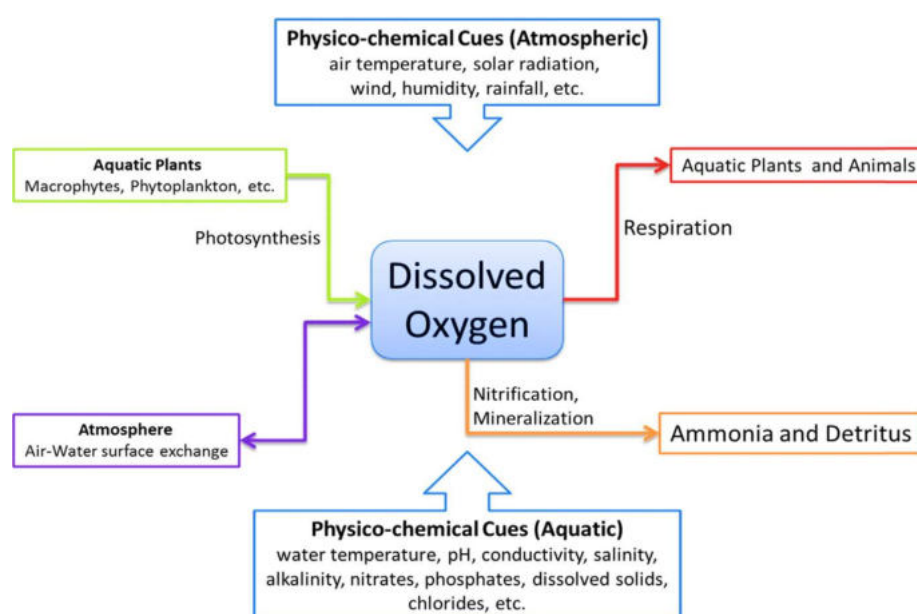 Physico-chemical Cues (Atmospheric)
air temperature, solar radiation,
wind, humidity, rainfall, etc.
Aquatic Plants
Macrophytes, Phytoplankton, etc.
Aquatic Plants and Animals
Photosynthesis
Respiration
Dissolved
Oxygen
Nitrification,
Mineralization
Atmosphere
Air-Water surface exchange
Ammonia and Detritus
Physico-chemical Cues (Aquatic)
water temperature, pH, conductivity, salinity,
alkalinity, nitrates, phosphates, dissolved solids,
chlorides, etc.